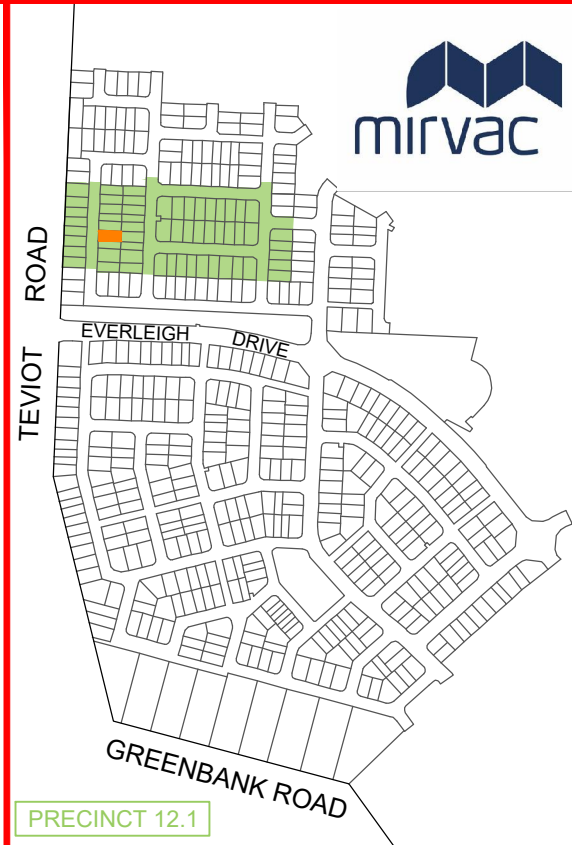 mirvac
TEVIOT ROAD
EVERLEIGH DRIVE
GREENBANK ROAD
PRECINCT 12.1